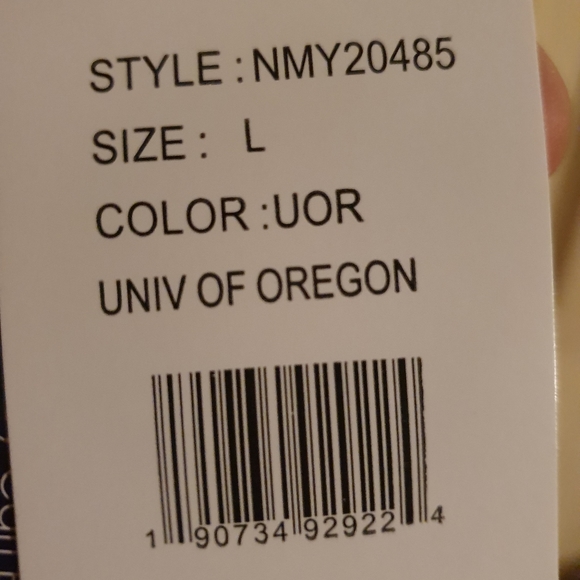 STYLE :NMY20485
SIZE : L
COLOR :UOR
UNIV OF OREGON
1 90734 92922 4